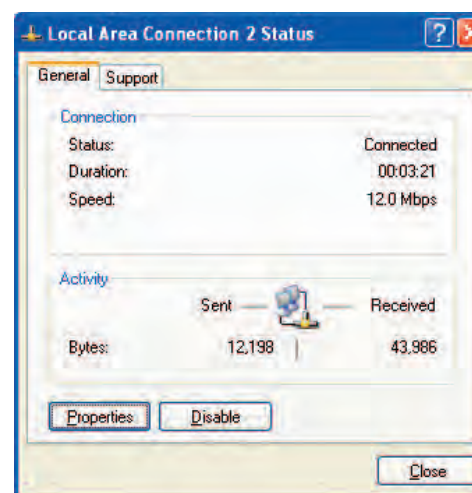 Local Area Connection 2 Status
General Support
Connection
Status: Connected
Duration: 00:03:21
Speed: 12.0 Mbps
Activity
Sent Received
Bytes: 12,198 43,986
Properties Disable
Close